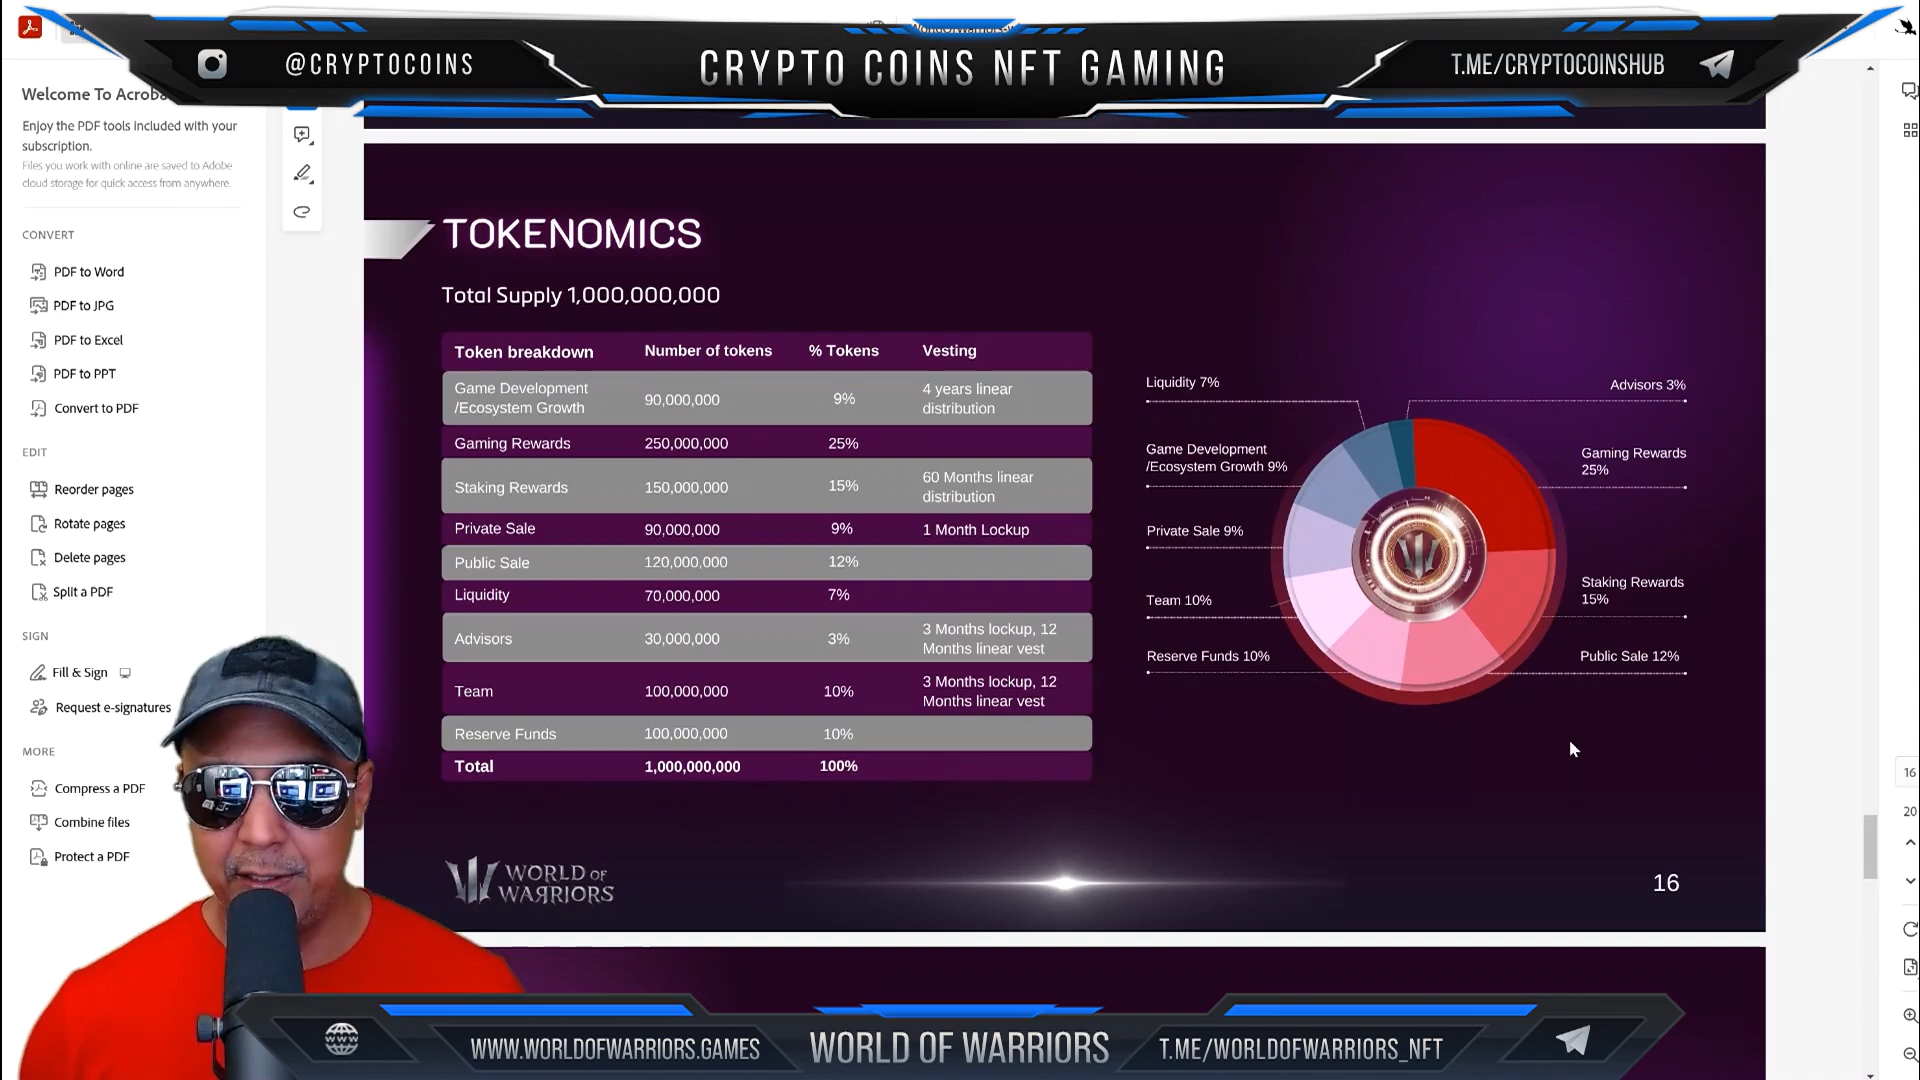 @CRYPTOCOINS
CRYPTO COINS NFT GAMING
T.ME/CRYPTOCOINSHUB
Welcome To Acroba
Enjoy the PDF tools included with your
subscription.
Files you work with online are saved to Adobe
cloud storage for quick access from anywhere.
CONVERT
PDF to Word
PDF to JPG
PDF to Excel
PDF to PPT
Convert to PDF
EDIT
Reorder pages
Rotate pages
Delete pages
Split a PDF
SIGN
Fill & Sign
Request e-signatures
MORE
Compress a PDF
Combine files
Protect a PDF
TOKENOMICS
Total Supply 1,000,000,000
Token breakdown Number of tokens % Tokens Vesting
Game Development
/Ecosystem Growth 90,000,000 9% 4 years linear
distribution
Gaming Rewards 250,000,000 25%
Staking Rewards 150,000,000 15% 60 Months linear
distribution
Private Sale 90,000,000 9% 1 Month Lockup
Public Sale 120,000,000 12%
Liquidity 70,000,000 7%
Advisors 30,000,000 3% 3 Months lockup, 12
Months linear vest
Team 100,000,000 10% 3 Months lockup, 12
Months linear vest
Reserve Funds 100,000,000 10%
Total 1,000,000,000 100%
Liquidity 7%
Game Development
/Ecosystem Growth 9%
Private Sale 9%
Team 10%
Reserve Funds 10%
Advisors 3%
Gaming Rewards
25%
Staking Rewards
15%
Public Sale 12%
WORLD OF
WARRIORS
16
16
20
WWW.WORLDOFWARRIORS.GAMES
WORLD OF WARRIORS
T.ME/WORLDOFWARRIORS_NFT